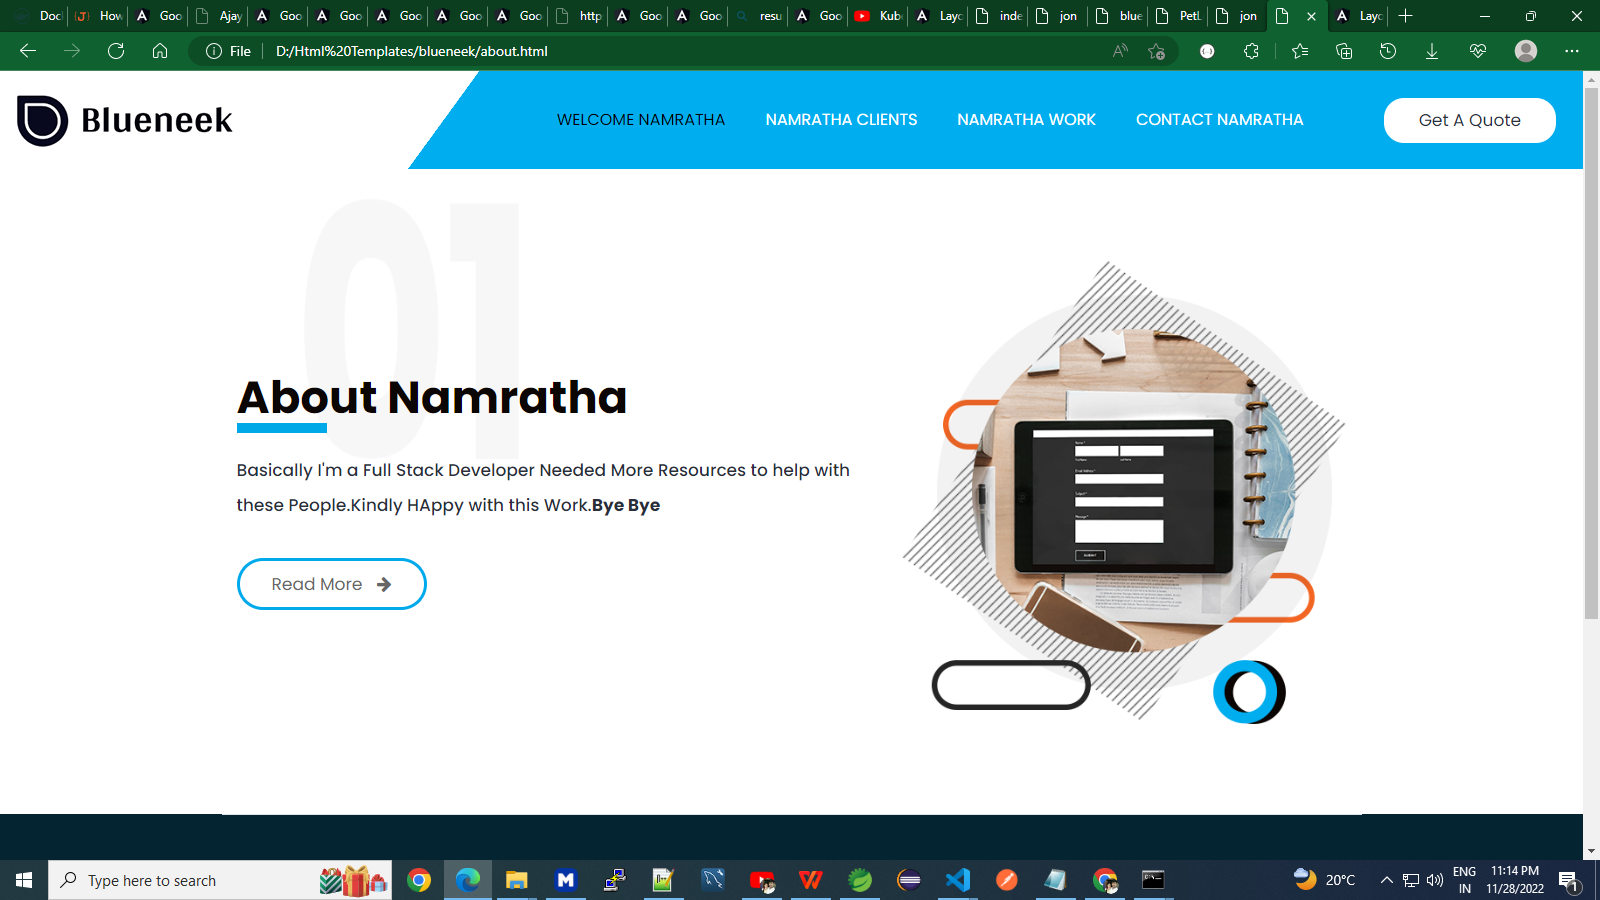 Doc
How
Goo
Ajay
Goo
Goo
Goo
Goo
Goo
http
Goo
Goo
resu
Goo
Kub
Layo
inde
jon
blue
PetL
jon
Layo
File
D:/Html%20Templates/blueneek/about.html
Blueneek
WELCOME NAMRATHA
NAMRATHA CLIENTS
NAMRATHA WORK
CONTACT NAMRATHA
Get A Quote
01
About Namratha
Basically I'm a Full Stack Developer Needed More Resources to help with
these People.Kindly HAppy with this Work.Bye Bye
Read More
Type here to search
20°C
ENG
IN
11:14 PM
11/28/2022
1